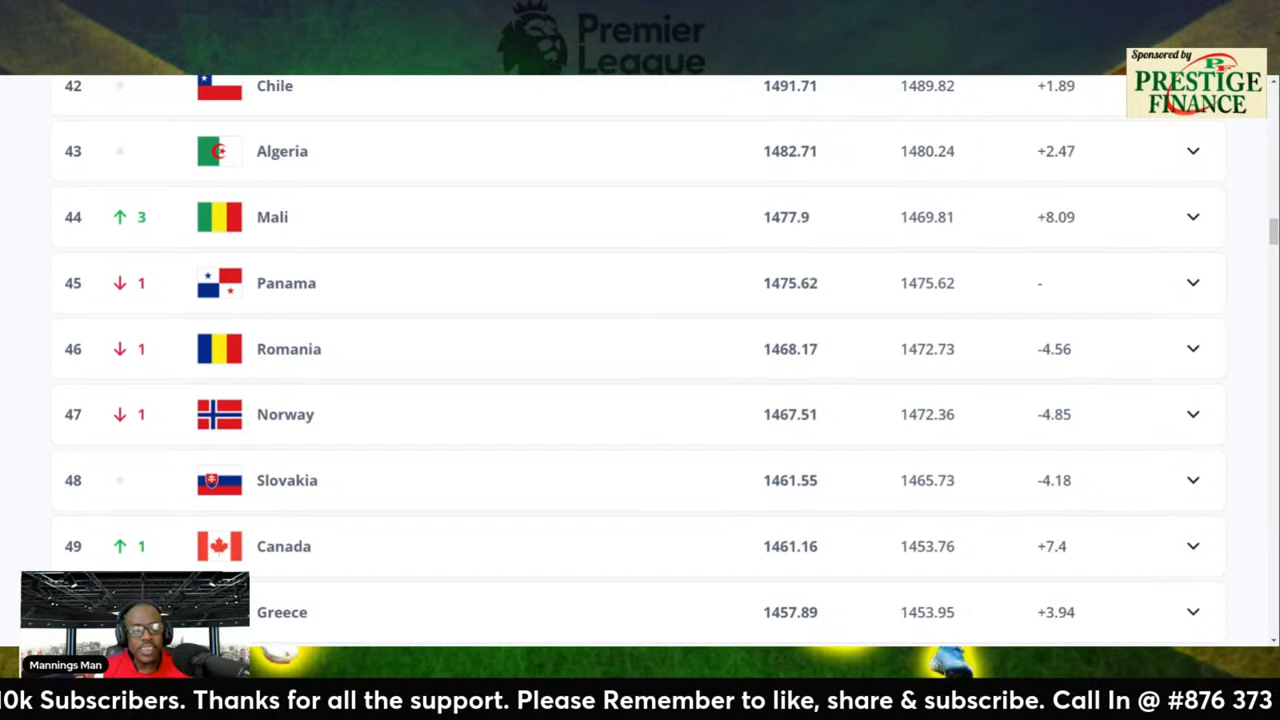 Premier
League
Sponsored by
PF
PRESTIGE
FINANCE
42 Chile 1491.71 1489.82 +1.89
43 Algeria 1482.71 1480.24 +2.47
44 3 Mali 1477.9 1469.81 +8.09
45 1 Panama 1475.62 1475.62 -
46 1 Romania 1468.17 1472.73 -4.56
47 1 Norway 1467.51 1472.36 -4.85
48 Slovakia 1461.55 1465.73 -4.18
49 1 Canada 1461.16 1453.76 +7.4
Greece 1457.89 1453.95 +3.94
Mannings Man
10k Subscribers. Thanks for all the support. Please Remember to like, share & subscribe. Call In @ #876 373